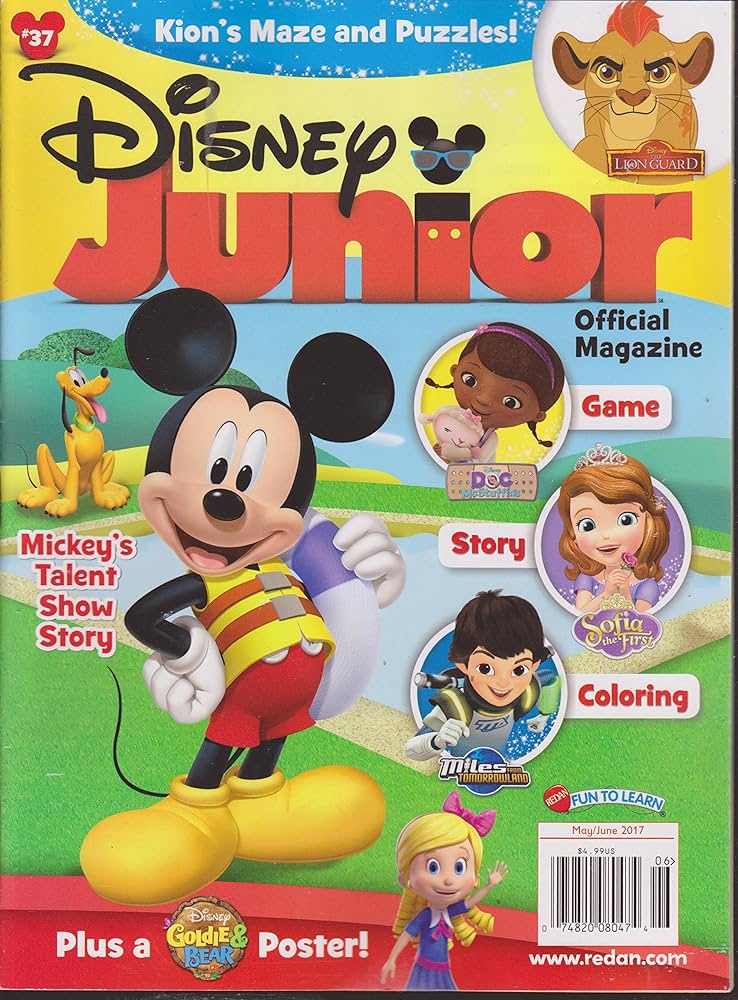 #37
Kion's Maze and Puzzles!
Disney
THE
LION GUARD
Disney
Junior
Official
Magazine
Game
Disney
DOC
McStuffins
Mickey's
Talent
Show
Story
Story
Sofia
the First
Coloring
Miles FROM
TOMORROWLAND
REDAN FUN TO LEARN
May/June 2017
$4.99US
06>
0 74820 08047 4
Plus a
Disney
GOLDIE &
BEAR
Poster!
www.redan.com